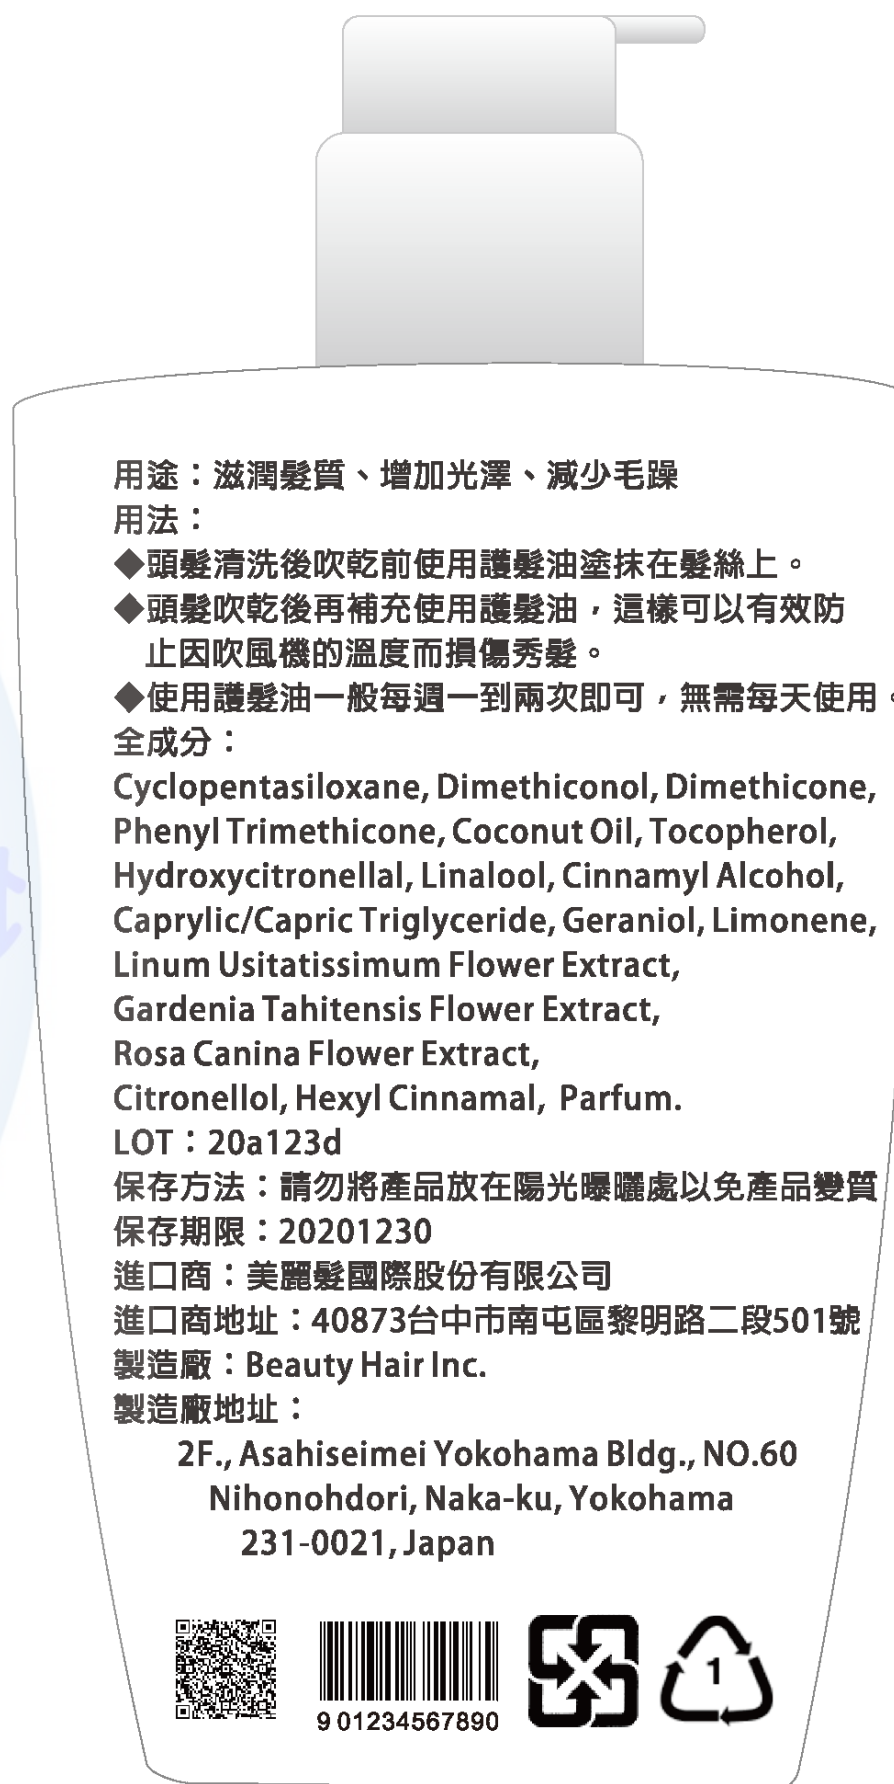 用途：滋潤髮質、增加光澤、減少毛躁
用法：
◆頭髮清洗後吹乾前使用護髮油塗抹在髮絲上。
◆頭髮吹乾後再補充使用護髮油，這樣可以有效防
止因吹風機的溫度而損傷秀髮。
◆使用護髮油一般每週一到兩次即可，無需每天使用。
全成分：
Cyclopentasiloxane, Dimethiconol, Dimethicone,
Phenyl Trimethicone, Coconut Oil, Tocopherol,
Hydroxycitronellal, Linalool, Cinnamyl Alcohol,
Caprylic/Capric Triglyceride, Geraniol, Limonene,
Linum Usitatissimum Flower Extract,
Gardenia Tahitensis Flower Extract,
Rosa Canina Flower Extract,
Citronellol, Hexyl Cinnamal, Parfum.
LOT：20a123d
保存方法：請勿將產品放在陽光曝曬處以免產品變質
保存期限：20201230
進口商：美麗髮國際股份有限公司
進口商地址：40873台中市南屯區黎明路二段501號
製造廠：Beauty Hair Inc.
製造廠地址：
2F., Asahiseimei Yokohama Bldg., NO.60
Nihonohdori, Naka-ku, Yokohama
231-0021, Japan
9 01234567890
1